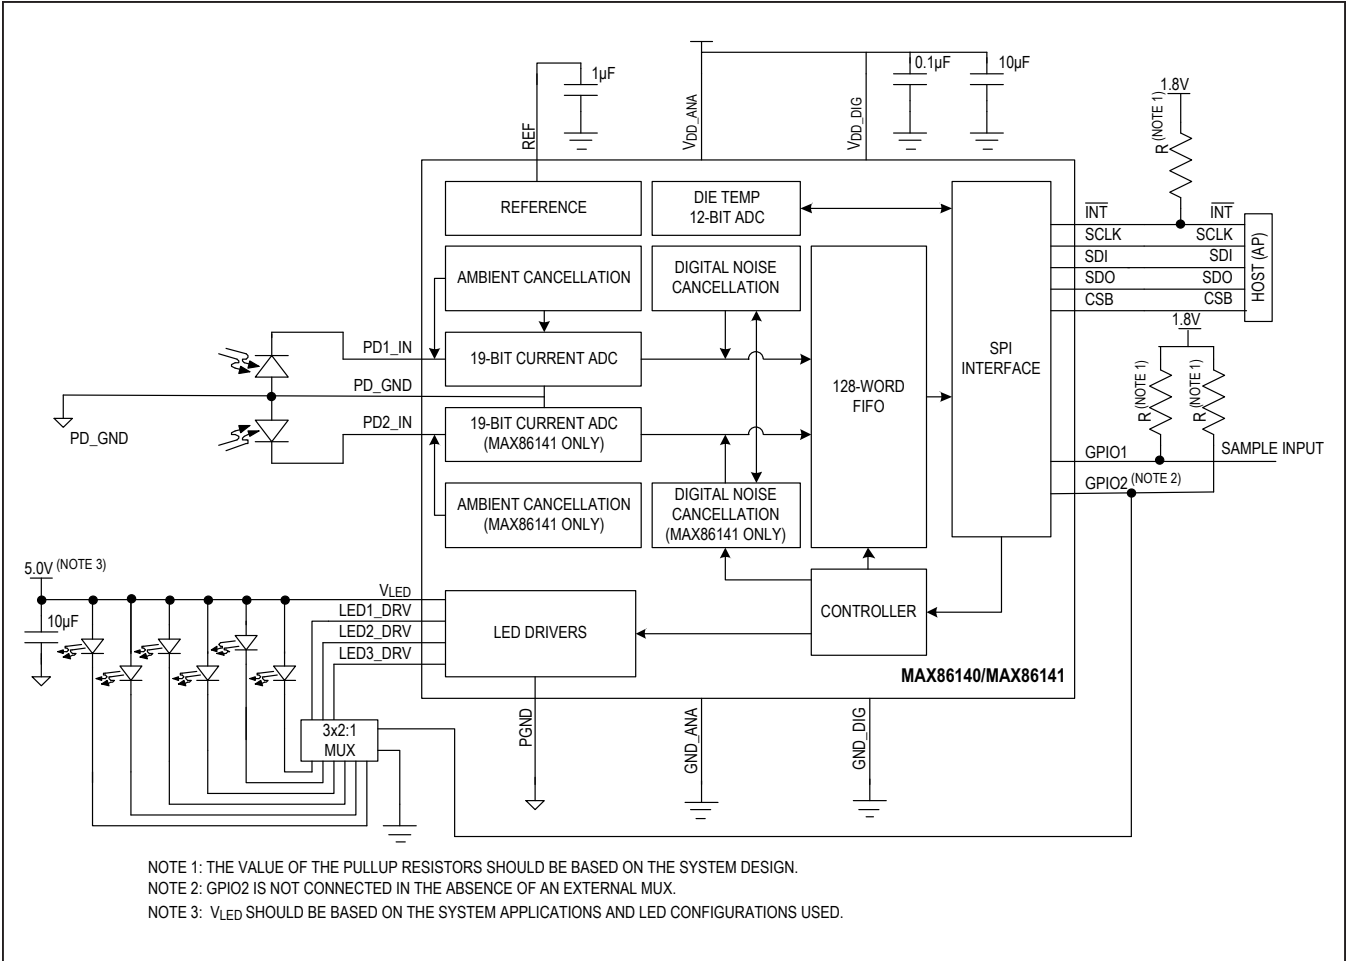 1µF
0.1µF
10µF
1.8V
REF
VDD_ANA
VDD_DIG
R (NOTE 1)
REFERENCE
DIE TEMP
12-BIT ADC
INT
INT
SCLK
SCLK
SDI
SDI
SDO
SDO
CSB
CSB
HOST (AP)
AMBIENT CANCELLATION
DIGITAL NOISE
CANCELLATION
1.8V
PD1_IN
19-BIT CURRENT ADC
SPI
INTERFACE
PD_GND
128-WORD
FIFO
R (NOTE 1)
R (NOTE 1)
PD_GND
PD2_IN
19-BIT CURRENT ADC
(MAX86141 ONLY)
GPIO1
SAMPLE INPUT
GPIO2 (NOTE 2)
AMBIENT CANCELLATION
(MAX86141 ONLY)
DIGITAL NOISE
CANCELLATION
(MAX86141 ONLY)
5.0V (NOTE 3)
10µF
VLED
LED1_DRV
LED2_DRV
LED3_DRV
LED DRIVERS
CONTROLLER
MAX86140/MAX86141
3x2:1
MUX
PGND
GND_ANA
GND_DIG
NOTE 1: THE VALUE OF THE PULLUP RESISTORS SHOULD BE BASED ON THE SYSTEM DESIGN.
NOTE 2: GPIO2 IS NOT CONNECTED IN THE ABSENCE OF AN EXTERNAL MUX.
NOTE 3: VLED SHOULD BE BASED ON THE SYSTEM APPLICATIONS AND LED CONFIGURATIONS USED.